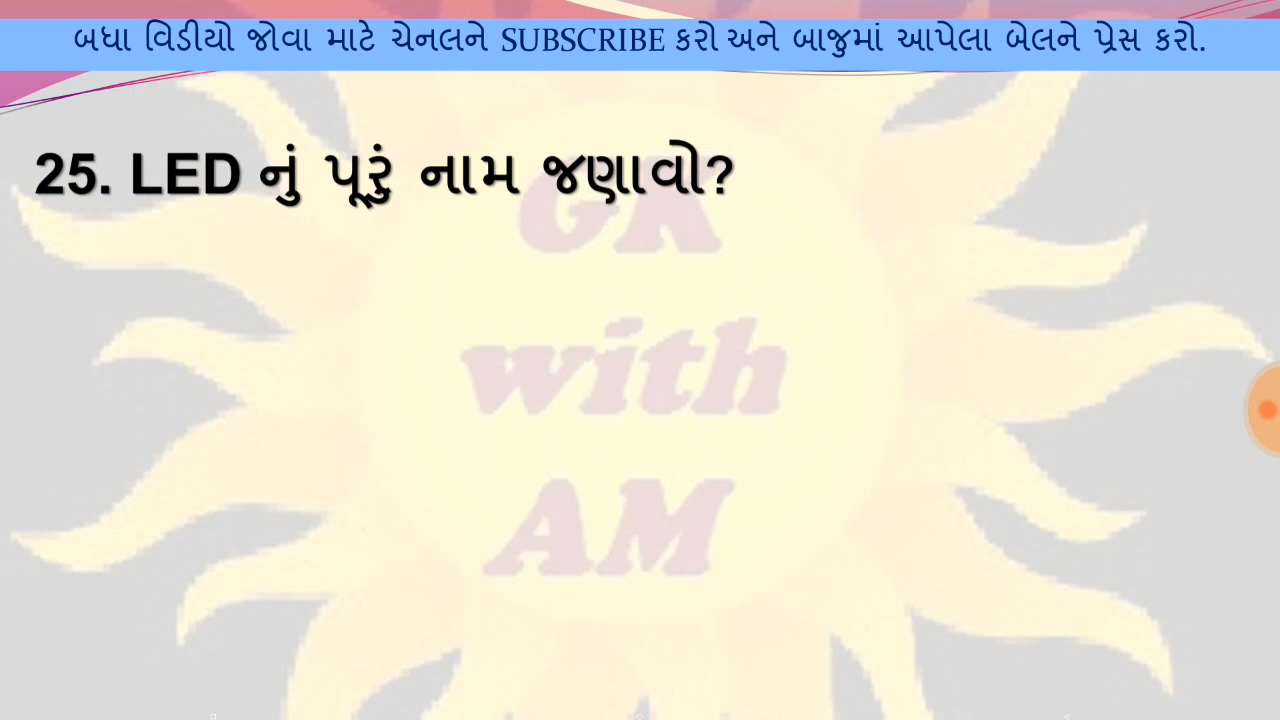 બધા વિડીયો જોવા માટે ચેનલને SUBSCRIBE કરો અને બાજુમાં આપેલા બેલને પ્રેસ કરો.
25. LED નું પૂરું નામ જણાવો?
GK
with
AM